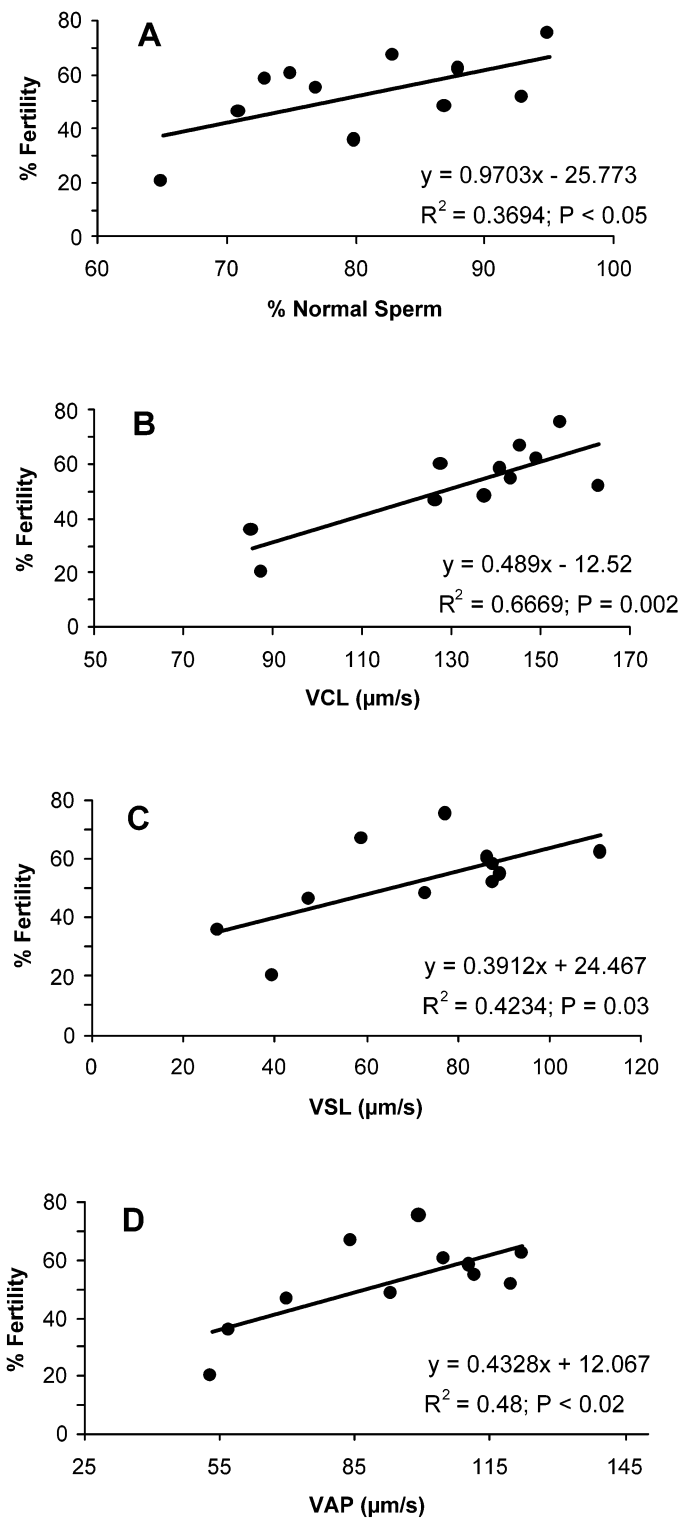 A
80
60
40
20
0
% Fertility
y = 0.9703x - 25.773
R² = 0.3694; P < 0.05
60 70 80 90 100
% Normal Sperm
B
80
60
40
20
0
% Fertility
y = 0.489x - 12.52
R² = 0.6669; P = 0.002
50 70 90 110 130 150 170
VCL (µm/s)
C
80
60
40
20
0
% Fertility
y = 0.3912x + 24.467
R² = 0.4234; P = 0.03
0 20 40 60 80 100 120
VSL (µm/s)
D
80
60
40
20
0
% Fertility
y = 0.4328x + 12.067
R² = 0.48; P < 0.02
25 55 85 115 145
VAP (µm/s)